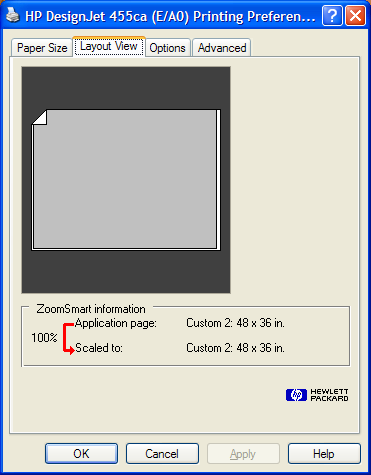 HP DesignJet 455ca (E/A0) Printing Preferen...
Paper Size Layout View Options Advanced
ZoomSmart information
Application page: Custom 2: 48 x 36 in.
100%
Scaled to: Custom 2: 48 x 36 in.
hp HEWLETT
PACKARD
OK Cancel Apply Help